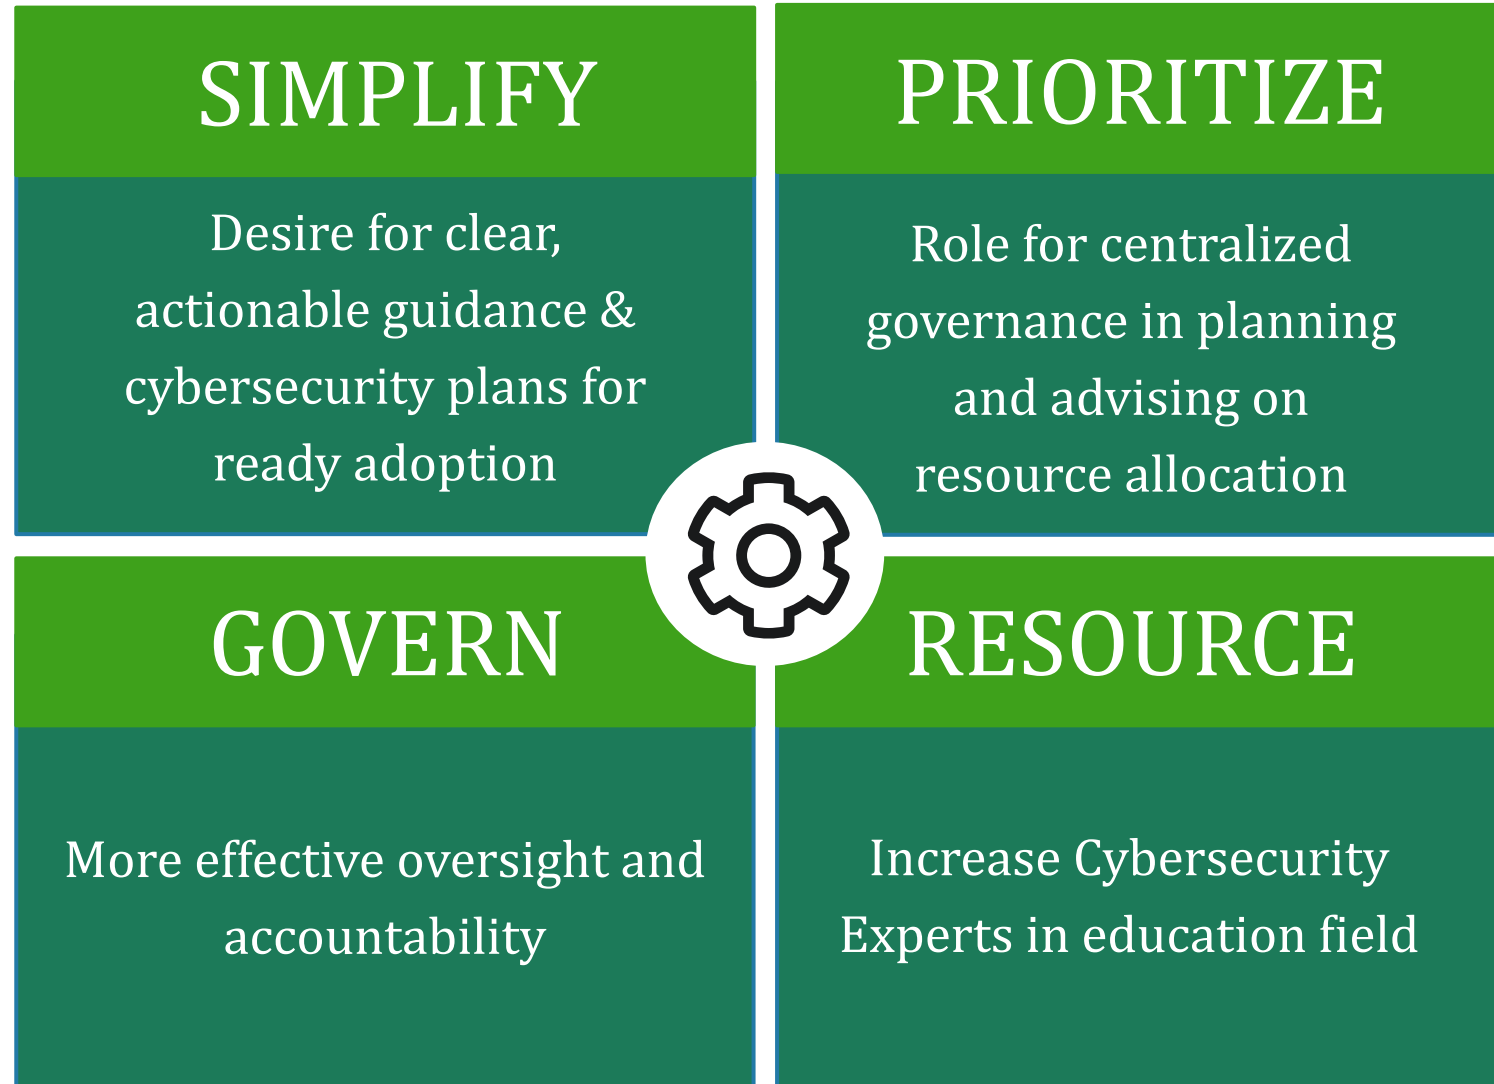 SIMPLIFY
Desire for clear,
actionable guidance &
cybersecurity plans for
ready adoption
PRIORITIZE
Role for centralized
governance in planning
and advising on
resource allocation
GOVERN
More effective oversight and
accountability
RESOURCE
Increase Cybersecurity
Experts in education field